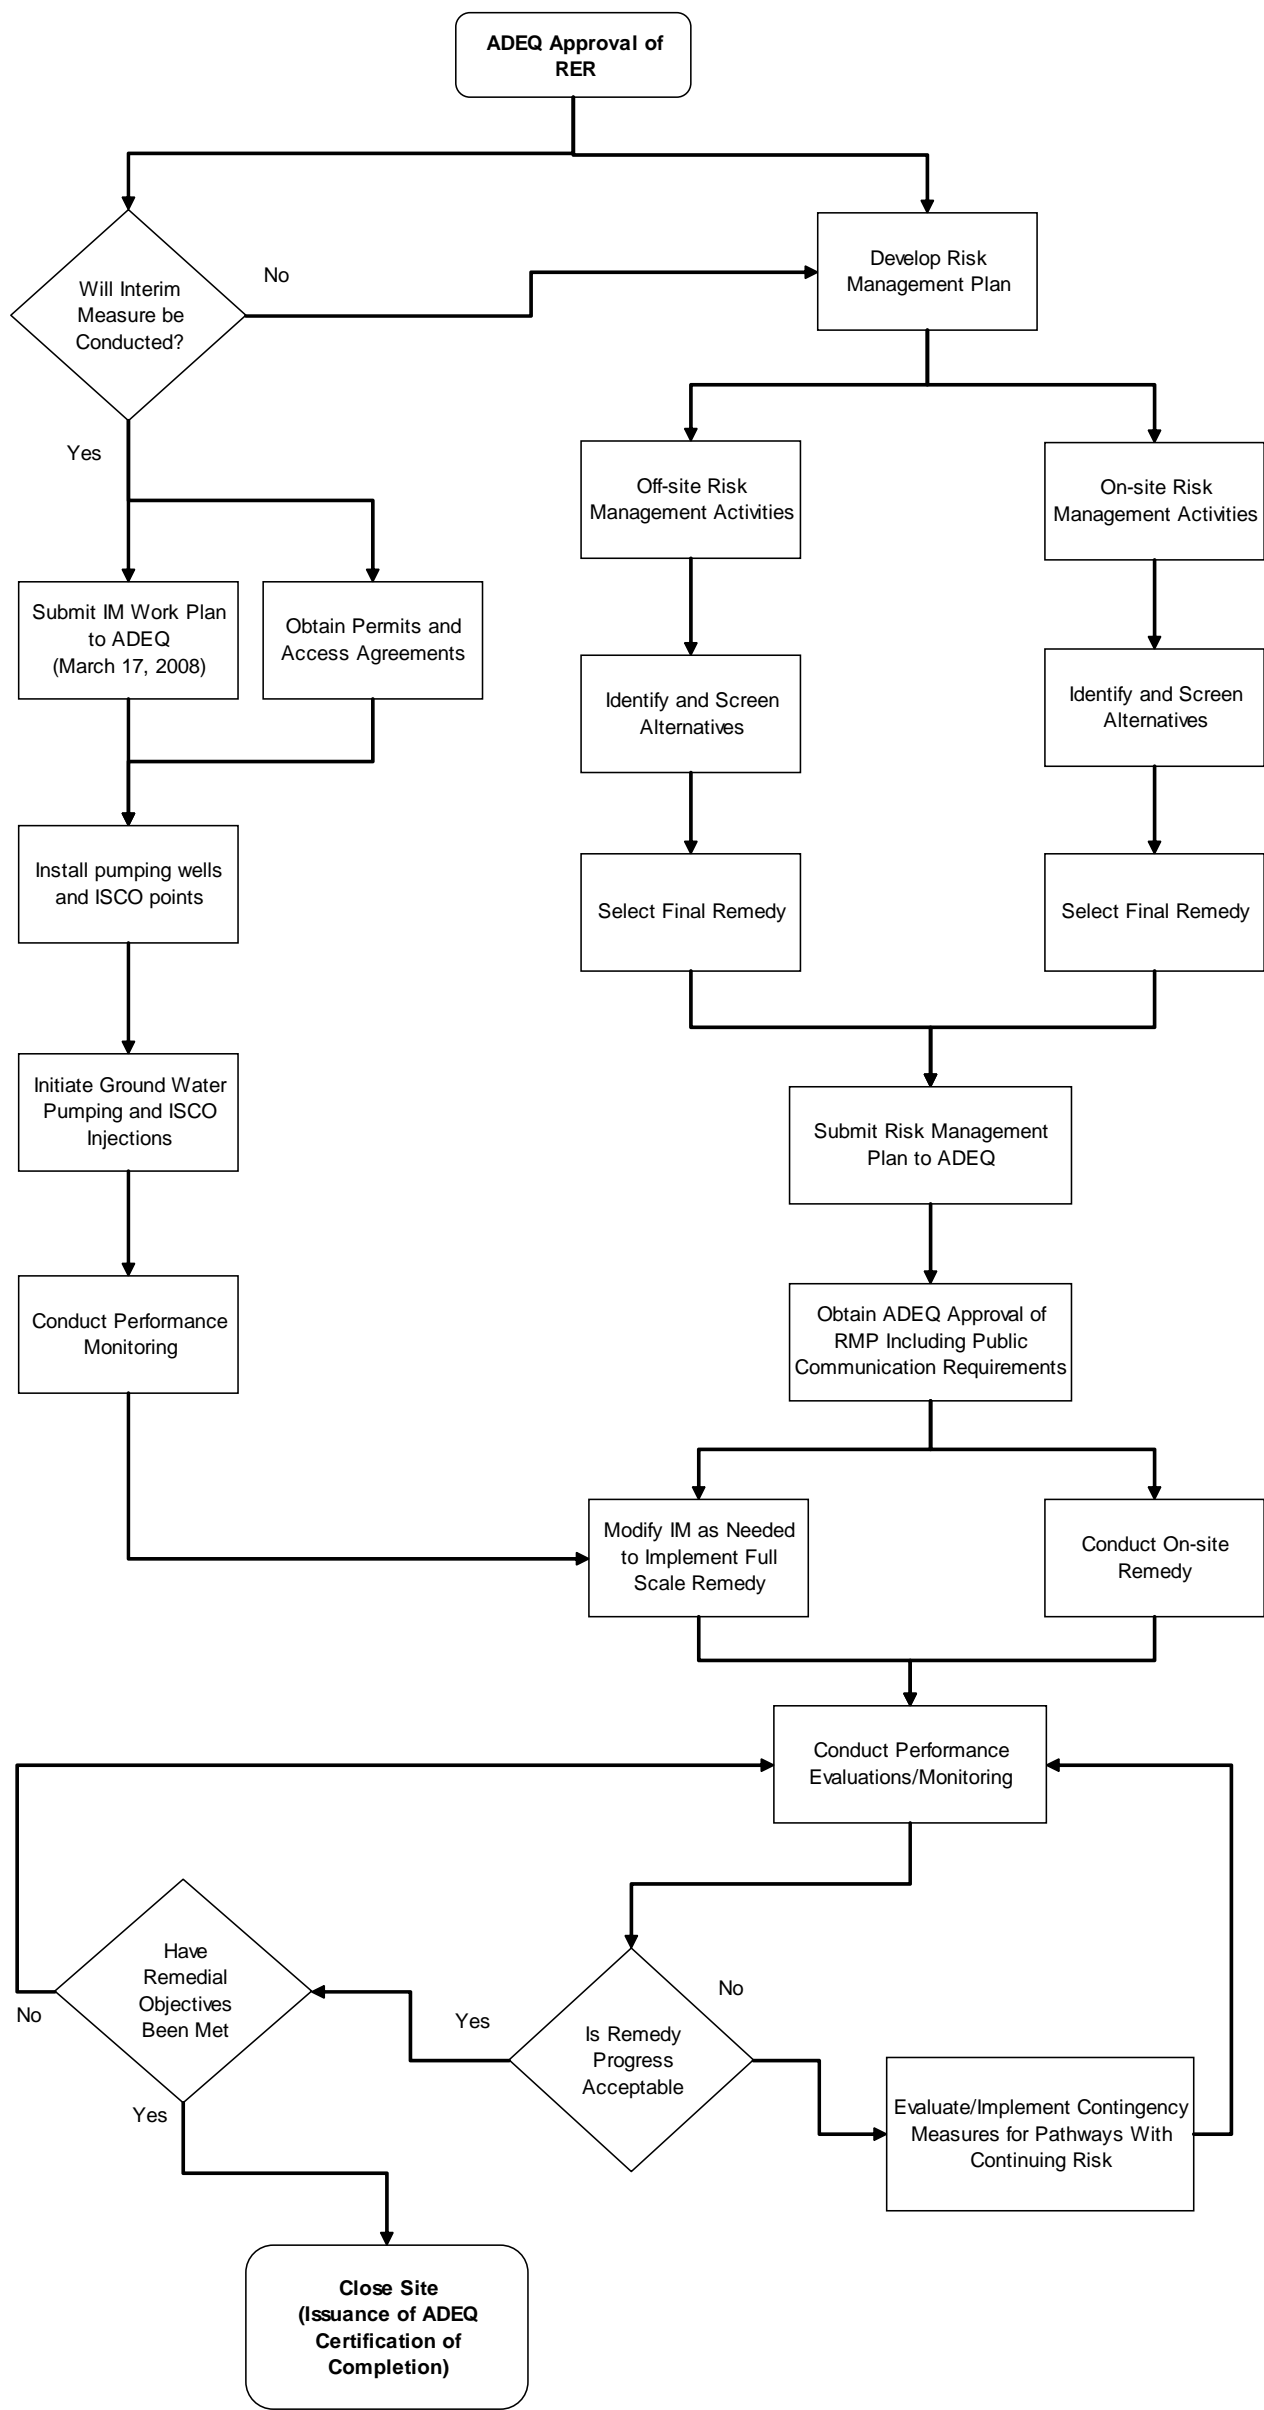 ADEQ Approval of
RER
Will Interim
Measure be
Conducted?
No
Develop Risk
Management Plan
Yes
Off-site Risk
Management Activities
On-site Risk
Management Activities
Submit IM Work Plan
to ADEQ
(March 17, 2008)
Obtain Permits and
Access Agreements
Identify and Screen
Alternatives
Identify and Screen
Alternatives
Install pumping wells
and ISCO points
Select Final Remedy
Select Final Remedy
Initiate Ground Water
Pumping and ISCO
Injections
Submit Risk Management
Plan to ADEQ
Conduct Performance
Monitoring
Obtain ADEQ Approval of
RMP Including Public
Communication Requirements
Modify IM as Needed
to Implement Full
Scale Remedy
Conduct On-site
Remedy
Conduct Performance
Evaluations/Monitoring
Have
Remedial
Objectives
Been Met
No
Yes
Is Remedy
Progress
Acceptable
No
Yes
Evaluate/Implement Contingency
Measures for Pathways With
Continuing Risk
Close Site
(Issuance of ADEQ
Certification of
Completion)